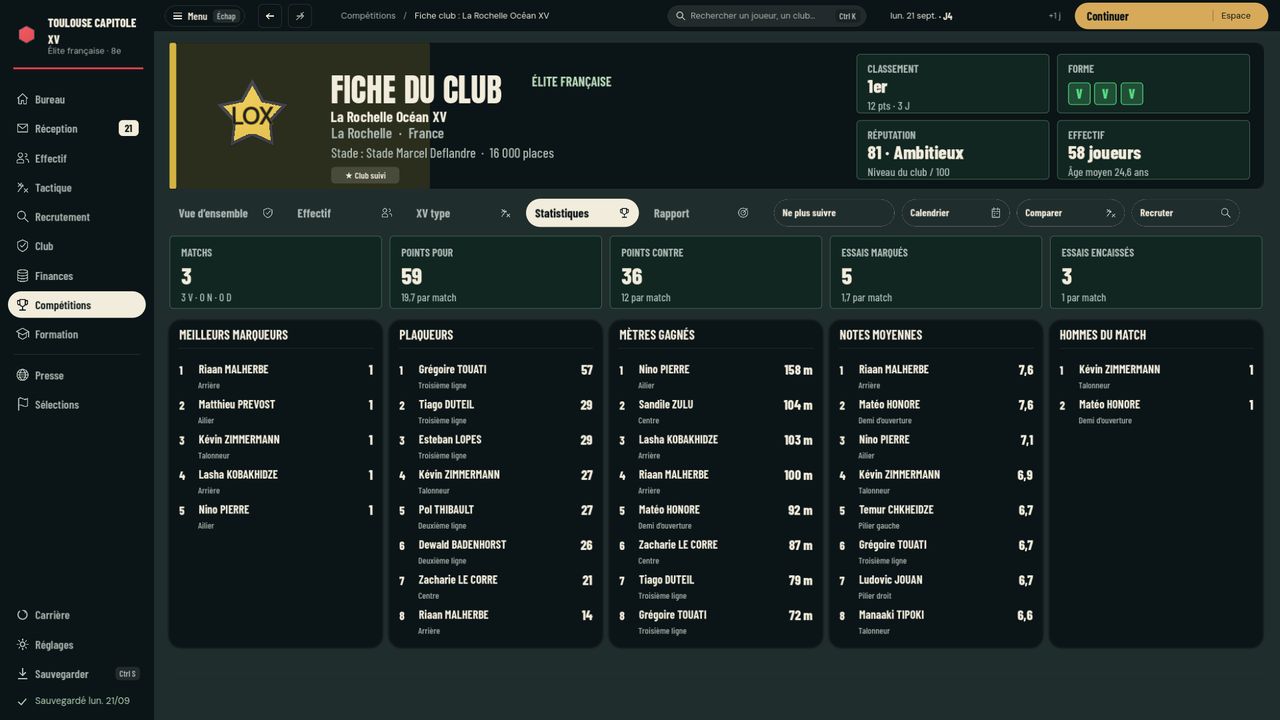 TOULOUSE CAPITOLE XV
Élite française · 8e
Bureau
Réception 21
Effectif
Tactique
Recrutement
Club
Finances
Compétitions
Formation
Presse
Sélections
Carrière
Réglages
Sauvegarder Ctrl S
Sauvegardé lun. 21/09
Menu Échap
Compétitions / Fiche club : La Rochelle Océan XV
Rechercher un joueur, un club.. Ctrl K
lun. 21 sept. · J4
+1 j
Continuer Espace
LOX
FICHE DU CLUB
ÉLITE FRANÇAISE
La Rochelle Océan XV
La Rochelle · France
Stade : Stade Marcel Deflandre · 16 000 places
★ Club suivi
CLASSEMENT
1er
12 pts · 3 J
FORME
V V V
RÉPUTATION
81 · Ambitieux
Niveau du club / 100
EFFECTIF
58 joueurs
Âge moyen 24,6 ans
Vue d'ensemble
Effectif
XV type
Statistiques
Rapport
Ne plus suivre
Calendrier
Comparer
Recruter
MATCHS
3
3 V · 0 N · 0 D
POINTS POUR
59
19,7 par match
POINTS CONTRE
36
12 par match
ESSAIS MARQUÉS
5
1,7 par match
ESSAIS ENCAISSÉS
3
1 par match
MEILLEURS MARQUEURS
1 Riaan MALHERBE 1
Arrière
2 Matthieu PREVOST 1
Ailier
3 Kévin ZIMMERMANN 1
Talonneur
4 Lasha KOBAKHIDZE 1
Arrière
5 Nino PIERRE 1
Ailier
PLAQUEURS
1 Grégoire TOUATI 57
Troisième ligne
2 Tiago DUTEIL 29
Troisième ligne
3 Esteban LOPES 29
Troisième ligne
4 Kévin ZIMMERMANN 27
Talonneur
5 Pol THIBAULT 27
Deuxième ligne
6 Dewald BADENHORST 26
Deuxième ligne
7 Zacharie LE CORRE 21
Centre
8 Riaan MALHERBE 14
Arrière
MÈTRES GAGNÉS
1 Nino PIERRE 158 m
Ailier
2 Sandile ZULU 104 m
Centre
3 Lasha KOBAKHIDZE 103 m
Arrière
4 Riaan MALHERBE 100 m
Arrière
5 Matéo HONORE 92 m
Demi d'ouverture
6 Zacharie LE CORRE 87 m
Centre
7 Tiago DUTEIL 79 m
Troisième ligne
8 Grégoire TOUATI 72 m
Troisième ligne
NOTES MOYENNES
1 Riaan MALHERBE 7,6
Arrière
2 Matéo HONORE 7,6
Demi d'ouverture
3 Nino PIERRE 7,1
Ailier
4 Kévin ZIMMERMANN 6,9
Talonneur
5 Temur CHKHEIDZE 6,7
Pilier gauche
6 Grégoire TOUATI 6,7
Troisième ligne
7 Ludovic JOUAN 6,7
Pilier droit
8 Manaaki TIPOKI 6,6
Talonneur
HOMMES DU MATCH
1 Kévin ZIMMERMANN 1
Talonneur
2 Matéo HONORE 1
Demi d'ouverture